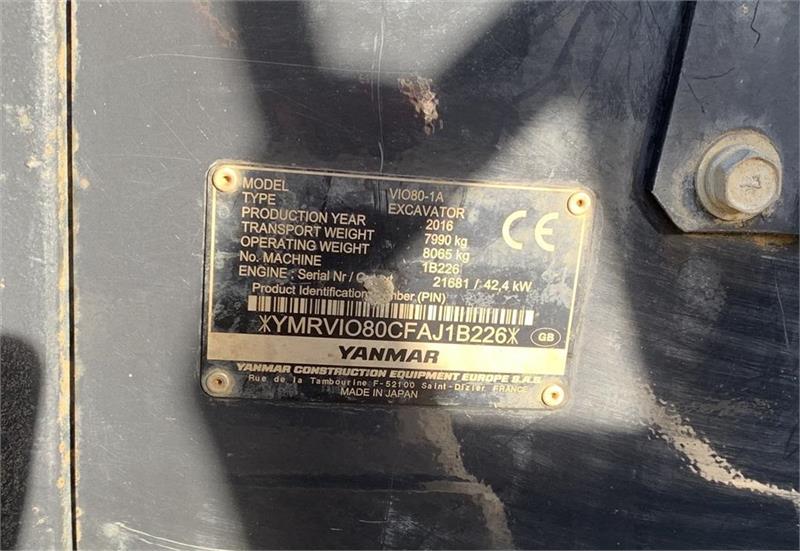 MODEL VIO80-1A
TYPE EXCAVATOR
PRODUCTION YEAR 2016
TRANSPORT WEIGHT 7990 kg
OPERATING WEIGHT 8065 kg
No. MACHINE 1B226
ENGINE : Serial Nr / 21681 / 42,4 kW
Product (PIN)
*YMRVIO80CFAJ1B226*
CE
GB
YANMAR
YANMAR CONSTRUCTION EQUIPMENT EUROPE S.A.S.
Rue de la Tambourine F-52100 Saint-Dizier FRANCE
MADE IN JAPAN